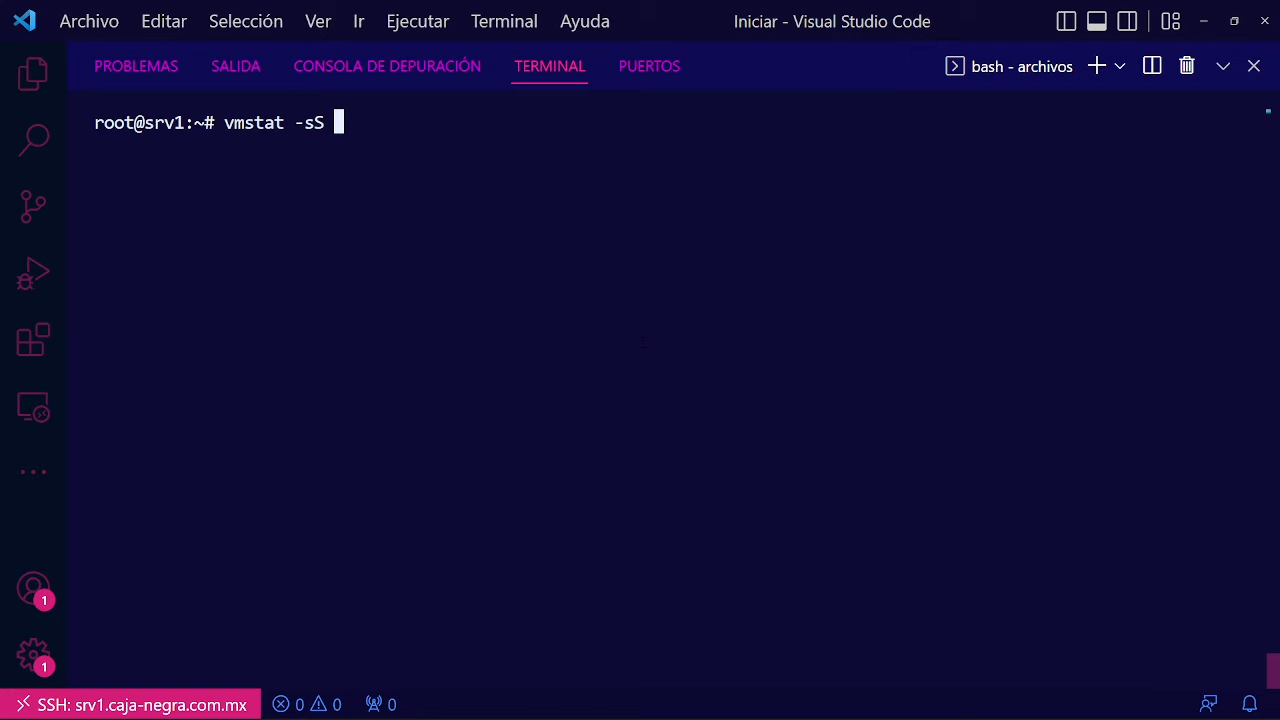 Archivo Editar Selección Ver Ir Ejecutar Terminal Ayuda Iniciar - Visual Studio Code
PROBLEMAS SALIDA CONSOLA DE DEPURACIÓN TERMINAL PUERTOS bash - archivos
root@srv1:~# vmstat -sS
1
1
SSH: srv1.caja-negra.com.mx 0 0 0